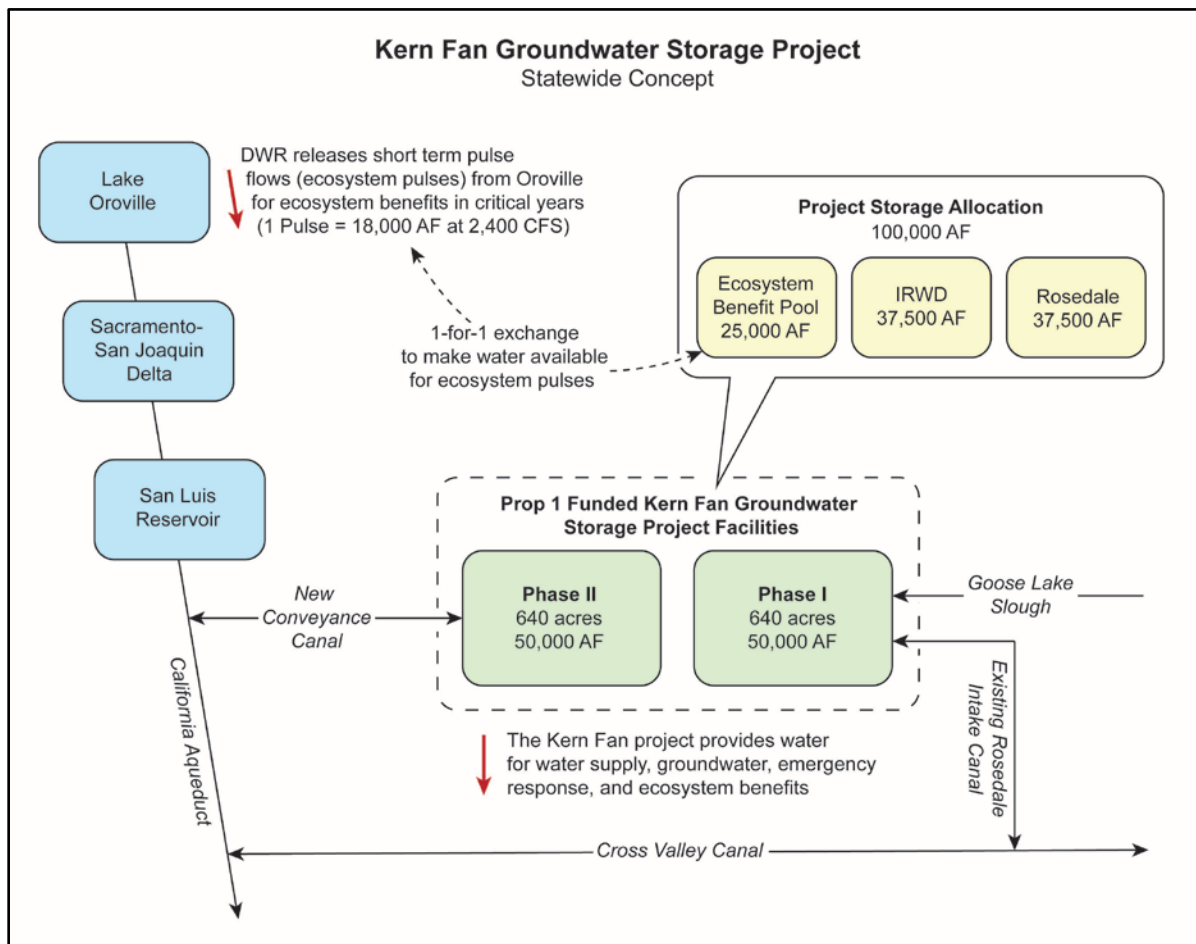 Kern Fan Groundwater Storage Project
Statewide Concept
Lake
Oroville
DWR releases short term pulse
flows (ecosystem pulses) from Oroville
for ecosystem benefits in critical years
(1 Pulse = 18,000 AF at 2,400 CFS)
Project Storage Allocation
100,000 AF
Ecosystem
Benefit Pool
25,000 AF
IRWD
37,500 AF
Rosedale
37,500 AF
Sacramento-
San Joaquin
Delta
1-for-1 exchange
to make water available
for ecosystem pulses
San Luis
Reservoir
Prop 1 Funded Kern Fan Groundwater
Storage Project Facilities
New
Conveyance
Canal
Phase II
640 acres
50,000 AF
Phase I
640 acres
50,000 AF
Goose Lake
Slough
California Aqueduct
Existing Rosedale
Intake Canal
The Kern Fan project provides water
for water supply, groundwater, emergency
response, and ecosystem benefits
Cross Valley Canal